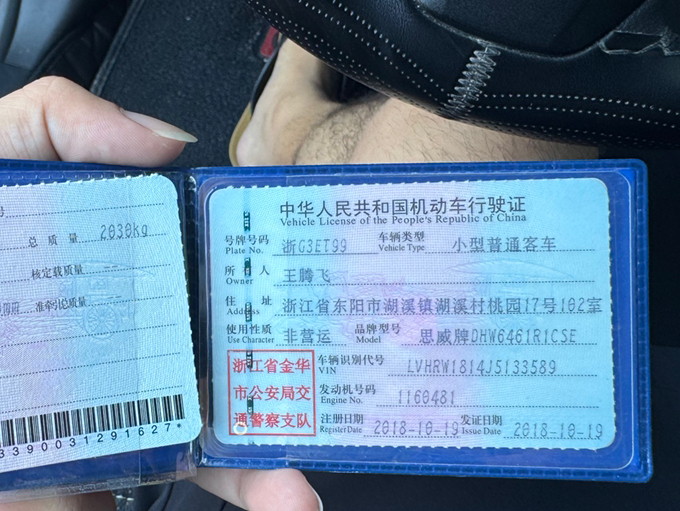 号
总质量 2030kg
核定载质量
准牵引总质量
339003129162​7*
中华人民共和国机动车行驶证
Vehicle License of the People's Republic of China
号牌号码 Plate No. 浙G3ET99 车辆类型 Vehicle Type 小型普通客车
所有人 Owner 王腾飞
住址 Address 浙江省东阳市湖溪镇湖溪村桃园17号102室
使用性质 Use Character 非营运 品牌型号 Model 思威牌DHW6461R1CSE
浙江省金华
市公安局交
通警察支队
车辆识别代号 VIN LVHRW1814J5133589
发动机号码 Engine No. 1160481
注册日期 Register Date 2018-10-19 发证日期 Issue Date 2018-10-19